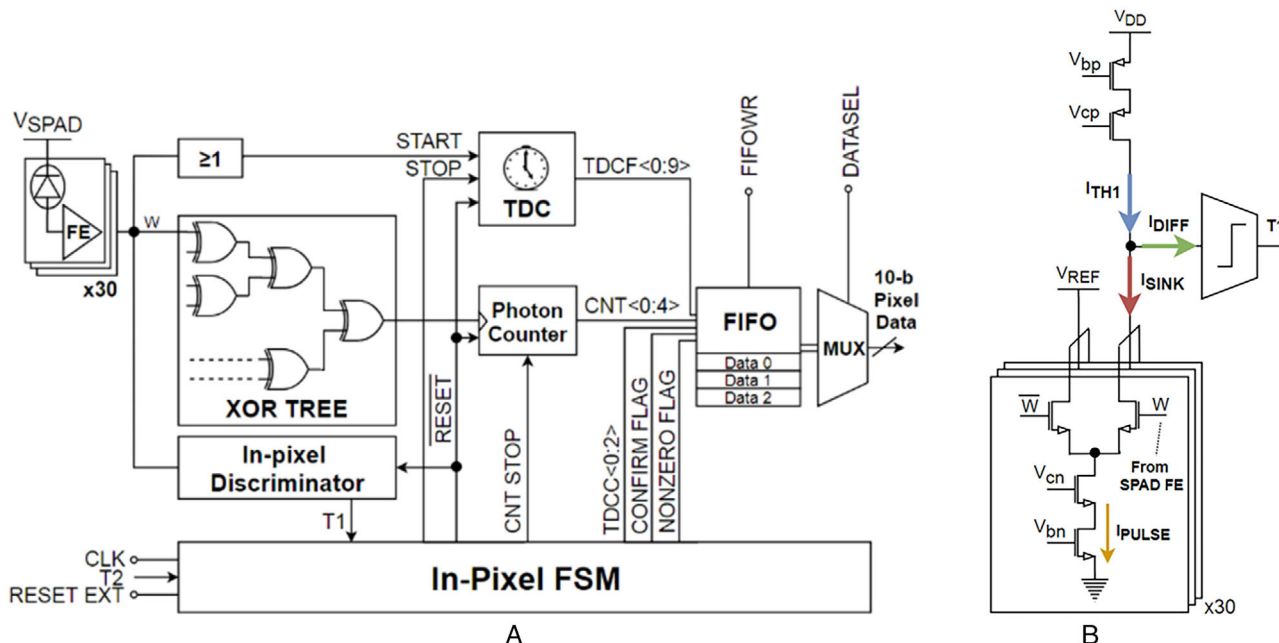 VSPAD
FE
x30
W
≥1
START
STOP
TDC
TDCF<0:9>
XOR TREE
In-pixel
Discriminator
T1
RESET
CNT STOP
Photon
Counter
CNT<0:4>
TDCC<0:2>
CONFIRM FLAG
NONZERO FLAG
FIFOWR
DATASEL
FIFO
Data 0
Data 1
Data 2
MUX
10-b
Pixel
Data
CLK
T2
RESET EXT
In-Pixel FSM
A
VDD
Vbp
Vcp
ITH1
IDIFF
T1
VREF
ISINK
W
W
From
SPAD FE
Vcn
Vbn
IPULSE
x30
B